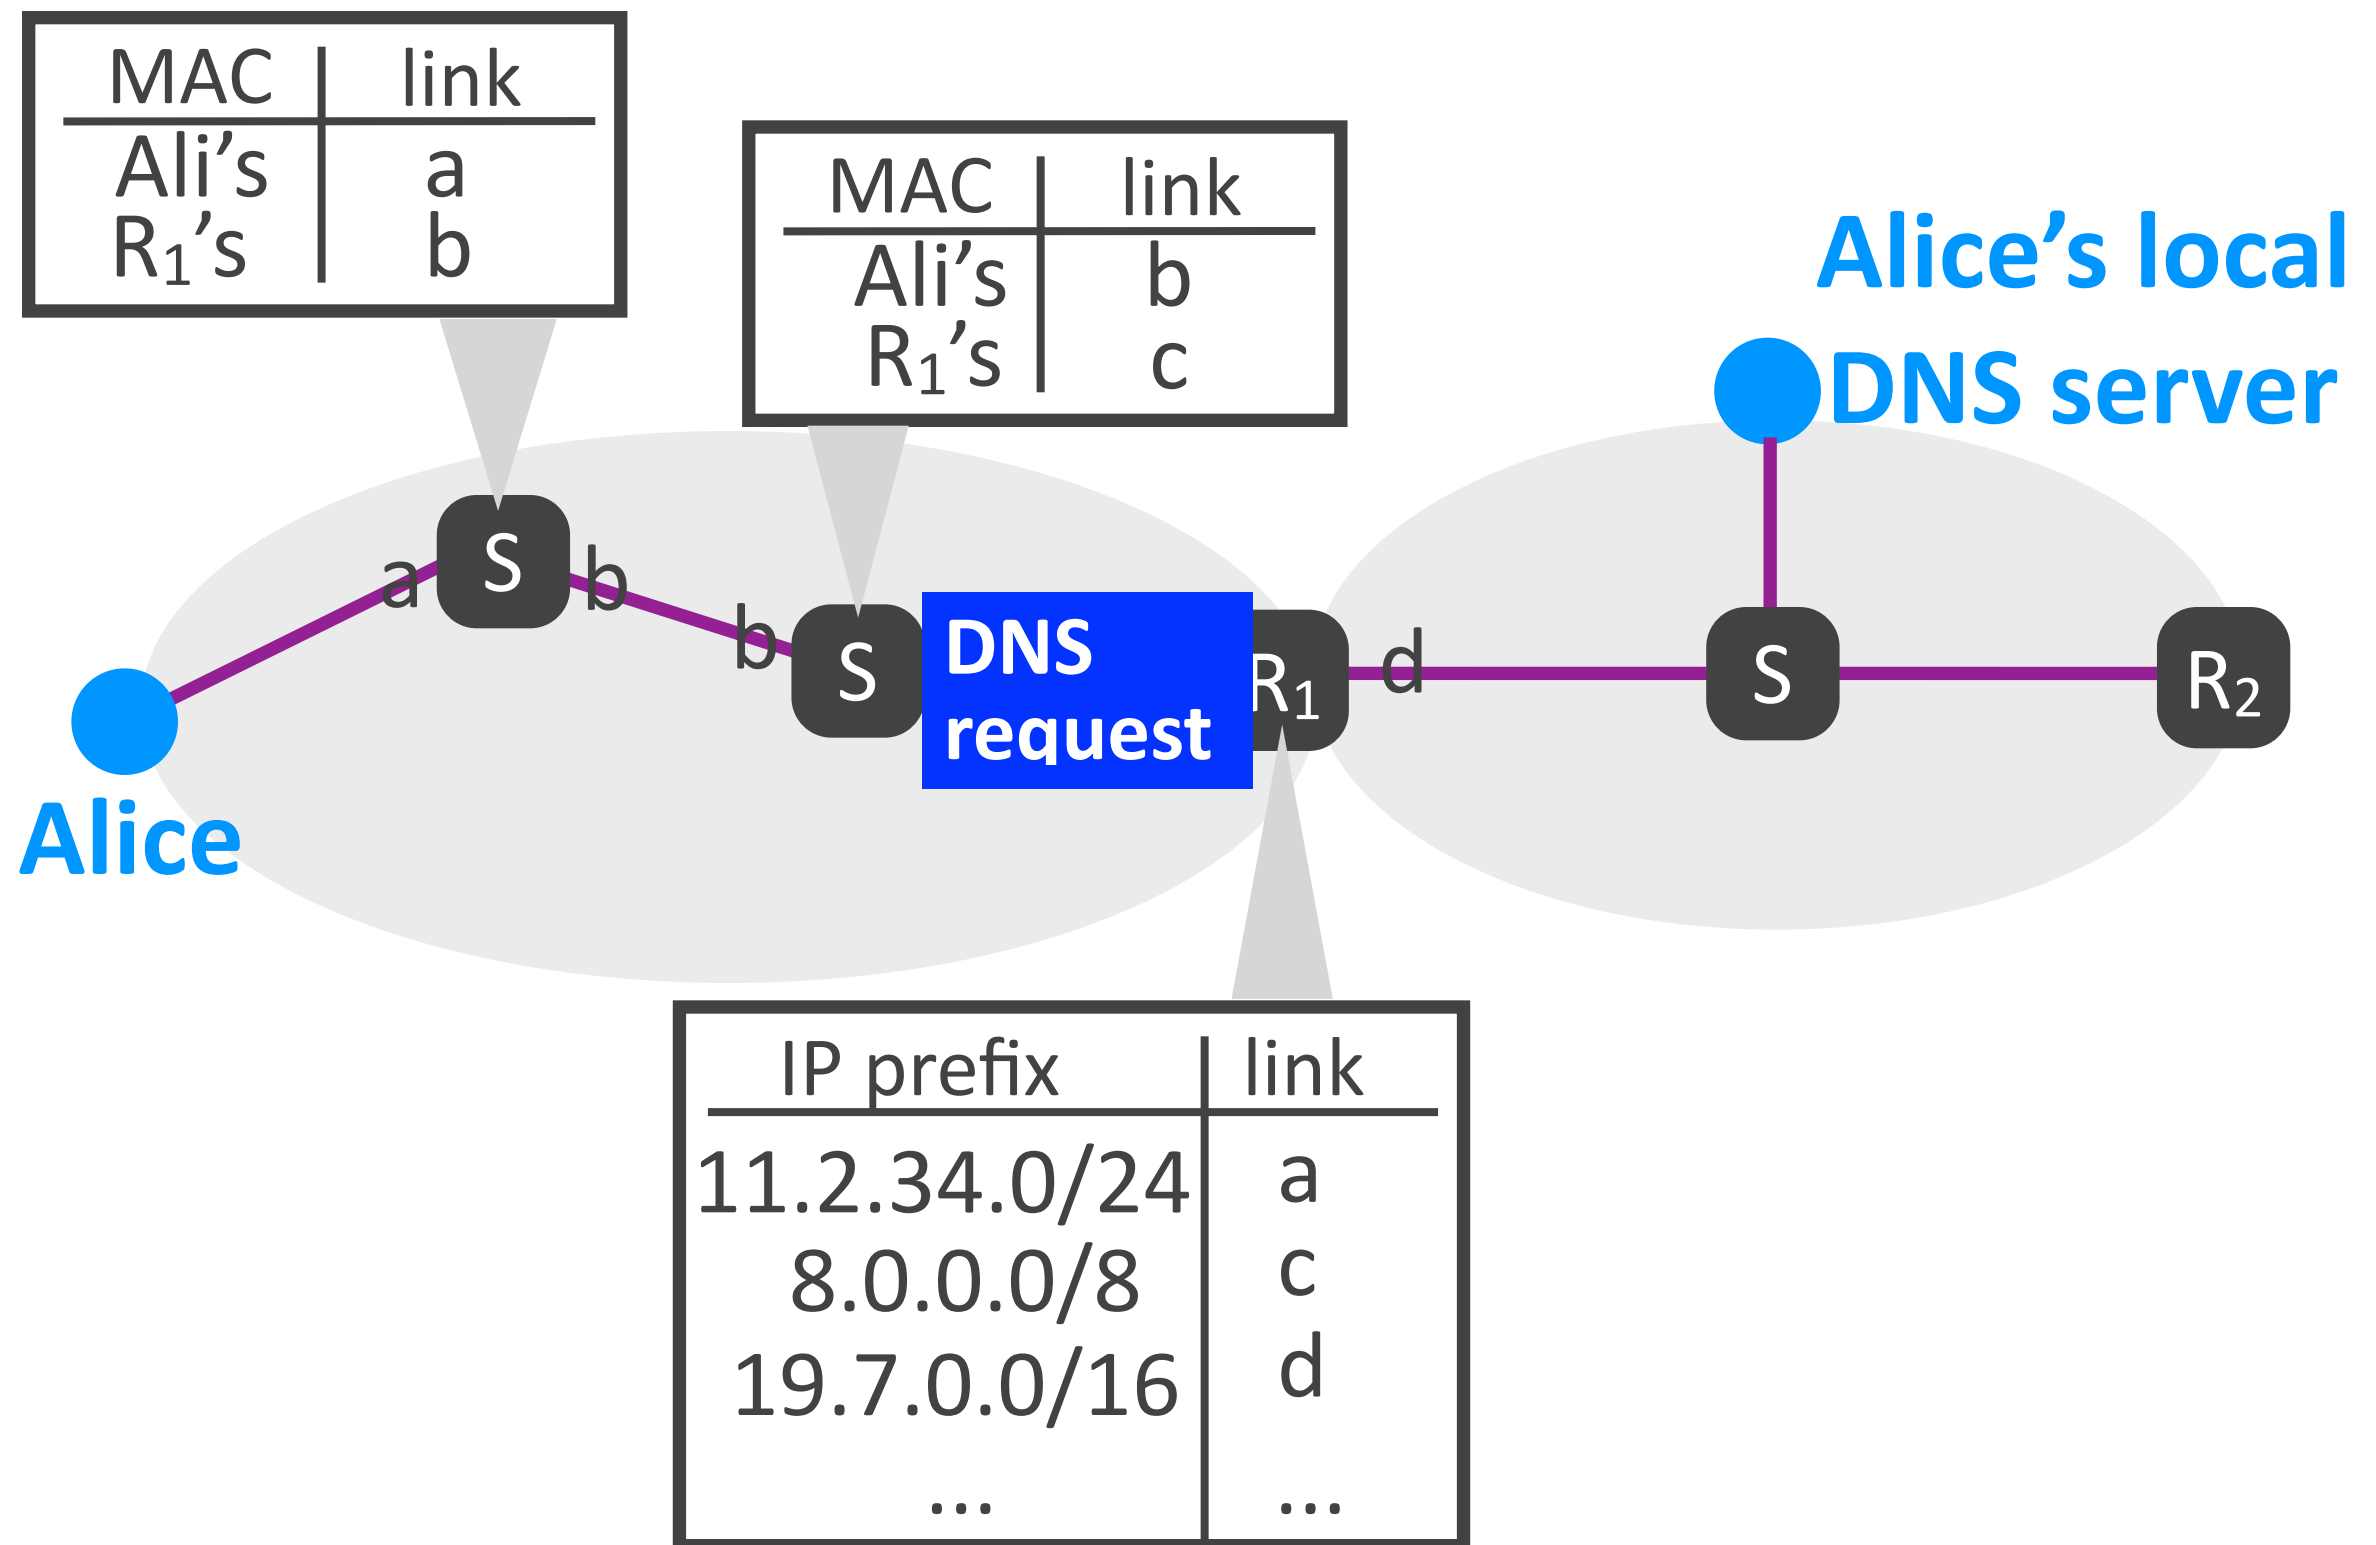 MAC link
Ali's a
R₁'s b
MAC link
Ali's b
R₁'s c
Alice's local
DNS server
a
S
b
b
S
DNS
request
R₁
d
S
R₂
Alice
IP prefix link
11.2.34.0/24 a
8.0.0.0/8 c
19.7.0.0/16 d
... ...